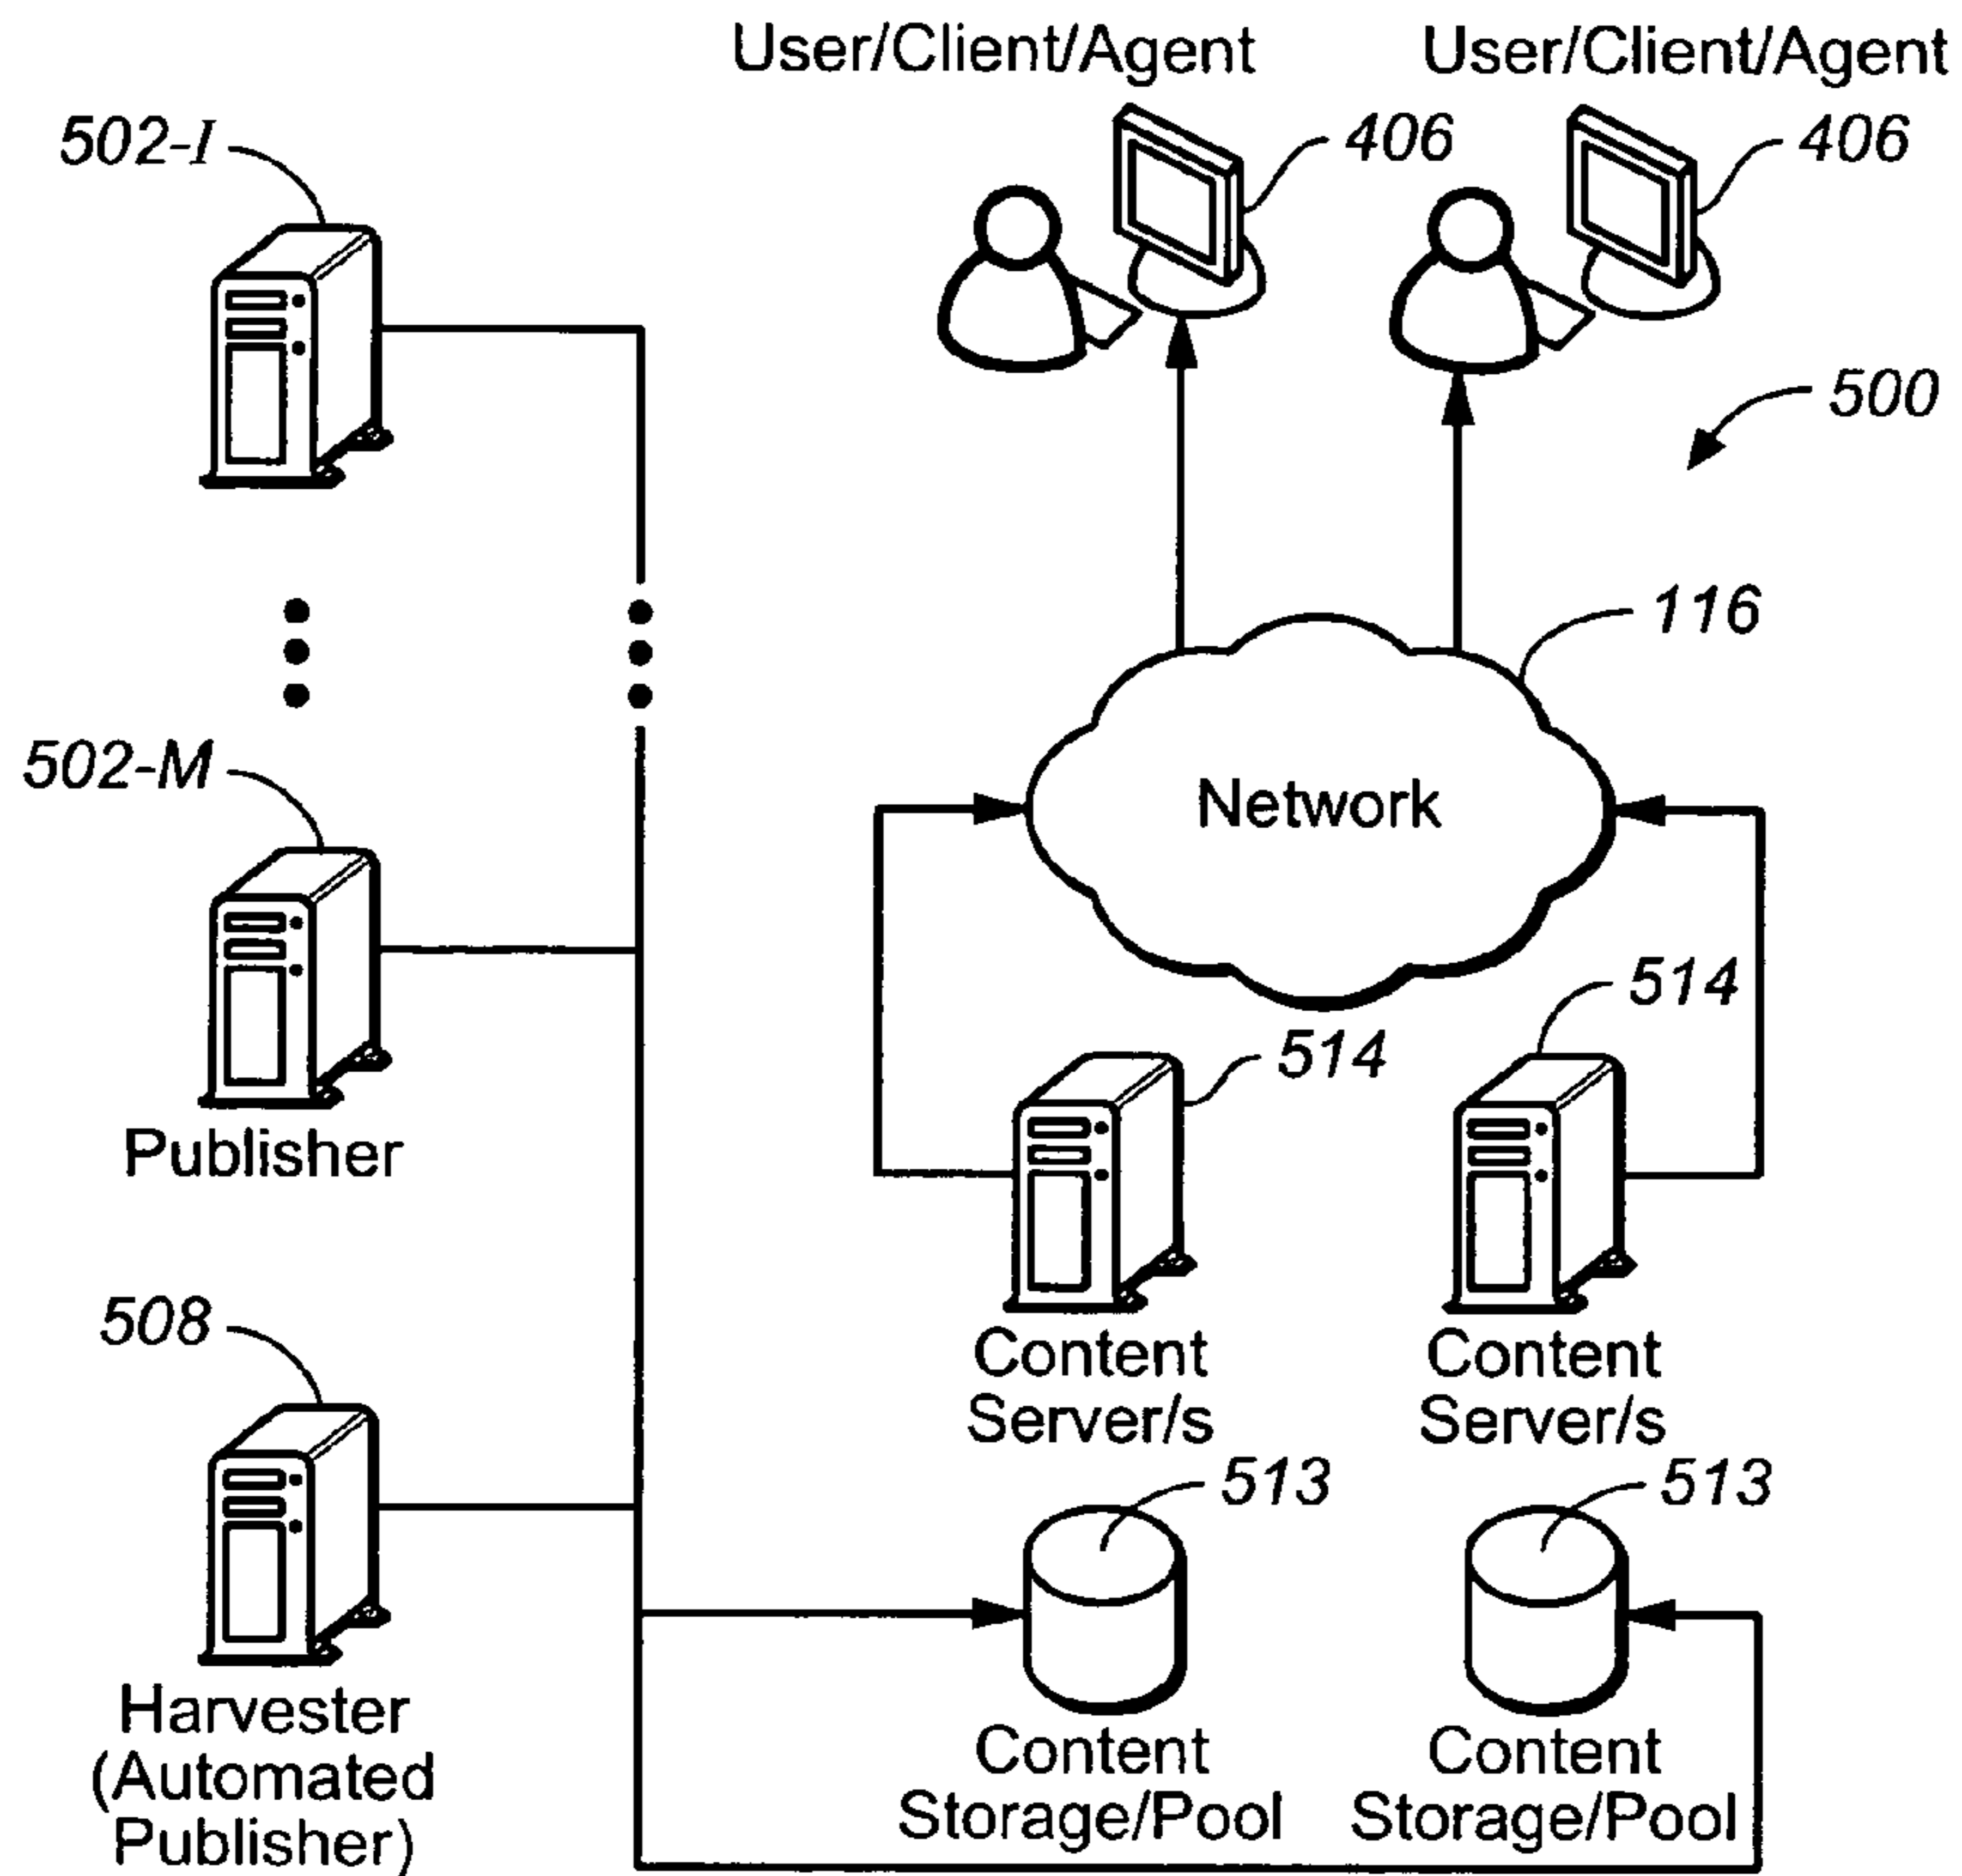 User/Client/Agent
User/Client/Agent
502-I
406
406
500
116
502-M
Network
514
514
Publisher
508
Content
Server/s
Content
Server/s
513
513
Harvester
(Automated
Publisher)
Content
Storage/Pool
Content
Storage/Pool